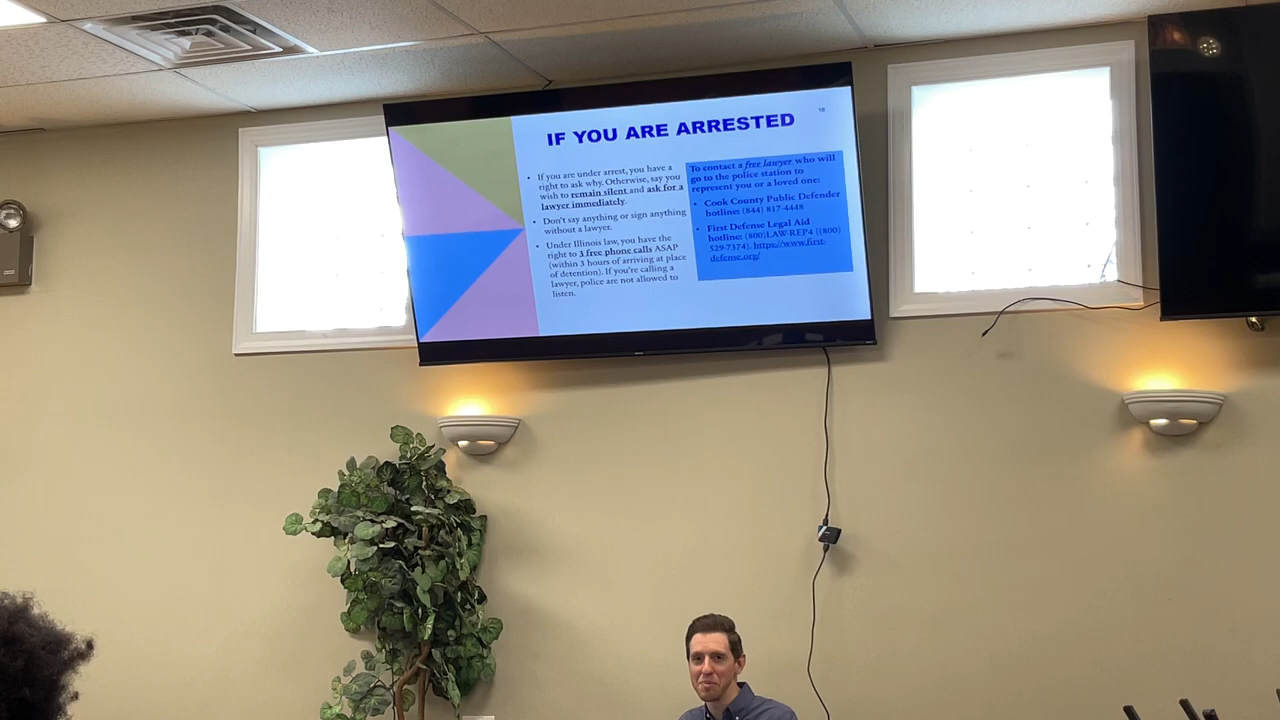 IF YOU ARE ARRESTED
18
• If you are under arrest, you have a
right to ask why. Otherwise, say you
wish to remain silent and ask for a
lawyer immediately.
• Don't say anything or sign anything
without a lawyer.
• Under Illinois law, you have the
right to 3 free phone calls ASAP
(within 3 hours of arriving at place
of detention). If you're calling a
lawyer, police are not allowed to
listen.
To contact a free lawyer who will
go to the police station to
represent you or a loved one:
• Cook County Public Defender
hotline: (844) 817-4448
• First Defense Legal Aid
hotline: (800)LAW-REP4 ((800)
529-7374). https://www.first-
defense.org/